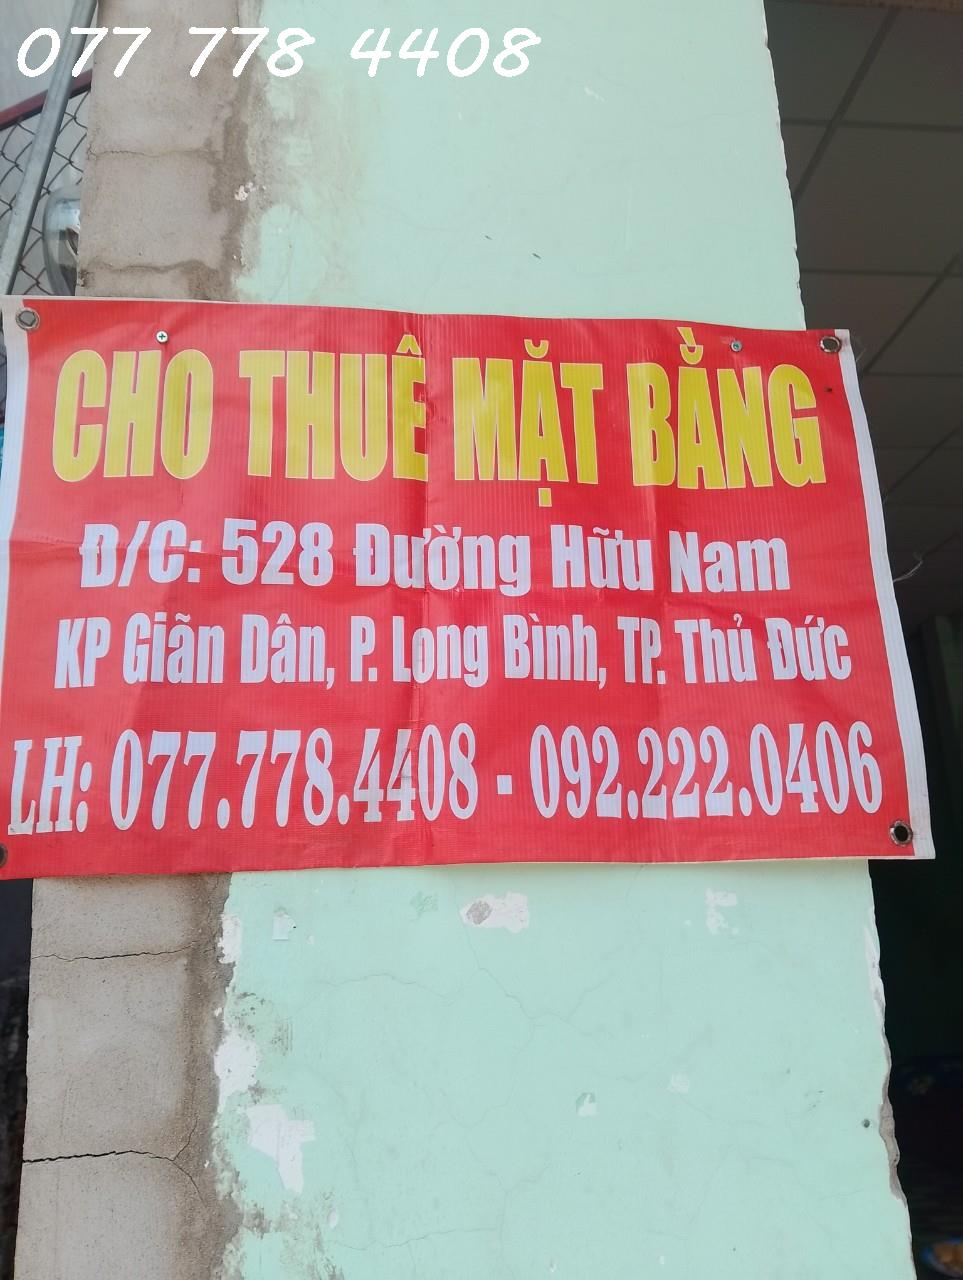 077 778 4408
CHO THUÊ MẶT BẰNG
Đ/C: 528 Đường Hữu Nam
KP Giãn Dân, P. Long Bình, TP. Thủ Đức
LH: 077.778.4408 - 092.222.0406